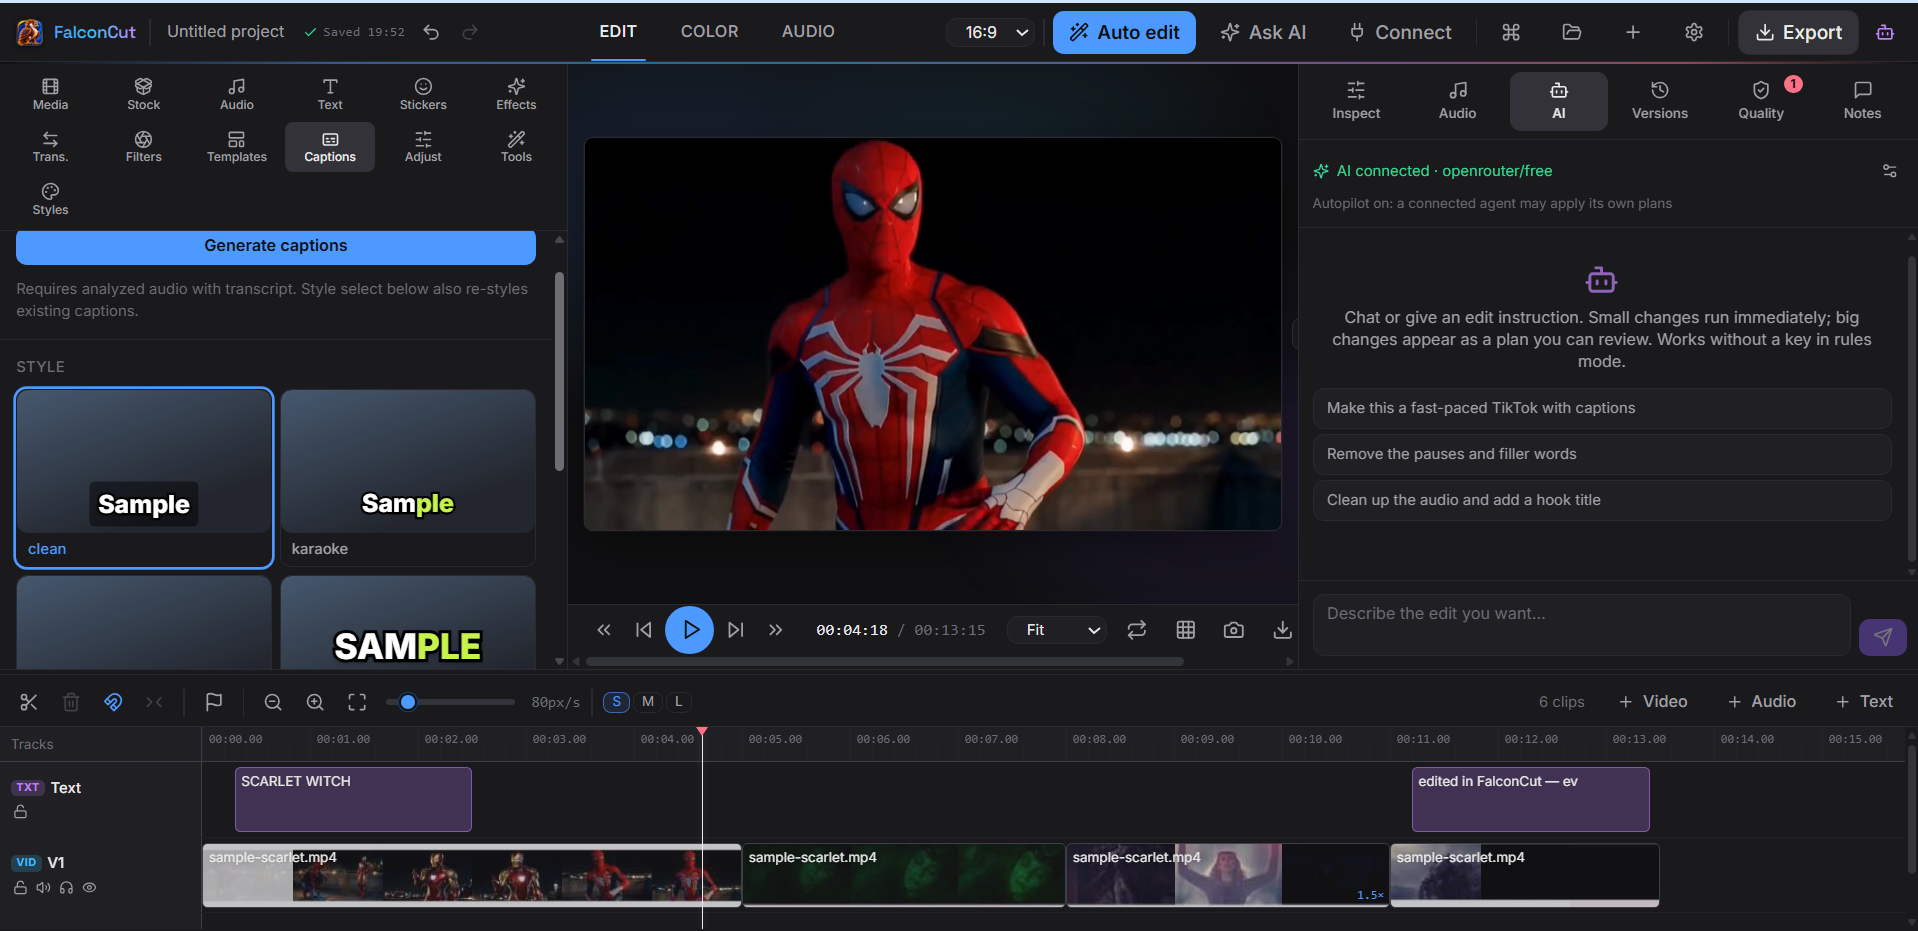 FalconCut
Untitled project
Saved 19:52
EDIT
COLOR
AUDIO
16:9
Auto edit
Ask AI
Connect
Export
Media
Stock
Audio
Text
Stickers
Effects
Trans.
Filters
Templates
Captions
Adjust
Tools
Styles
Generate captions
Requires analyzed audio with transcript. Style select below also re-styles
existing captions.
STYLE
Sample
clean
Sample
karaoke
SAMPLE
00:04:18 / 00:13:15
Fit
Inspect
Audio
AI
Versions
Quality
1
Notes
AI connected · openrouter/free
Autopilot on: a connected agent may apply its own plans
Chat or give an edit instruction. Small changes run immediately; big
changes appear as a plan you can review. Works without a key in rules
mode.
Make this a fast-paced TikTok with captions
Remove the pauses and filler words
Clean up the audio and add a hook title
Describe the edit you want...
80px/s
S
M
L
6 clips
+ Video
+ Audio
+ Text
Tracks
00:00.00
00:01.00
00:02.00
00:03.00
00:04.00
00:05.00
00:06.00
00:07.00
00:08.00
00:09.00
00:10.00
00:11.00
00:12.00
00:13.00
00:14.00
00:15.00
TXT Text
SCARLET WITCH
edited in FalconCut — ev
VID V1
sample-scarlet.mp4
sample-scarlet.mp4
sample-scarlet.mp4
1.5×
sample-scarlet.mp4